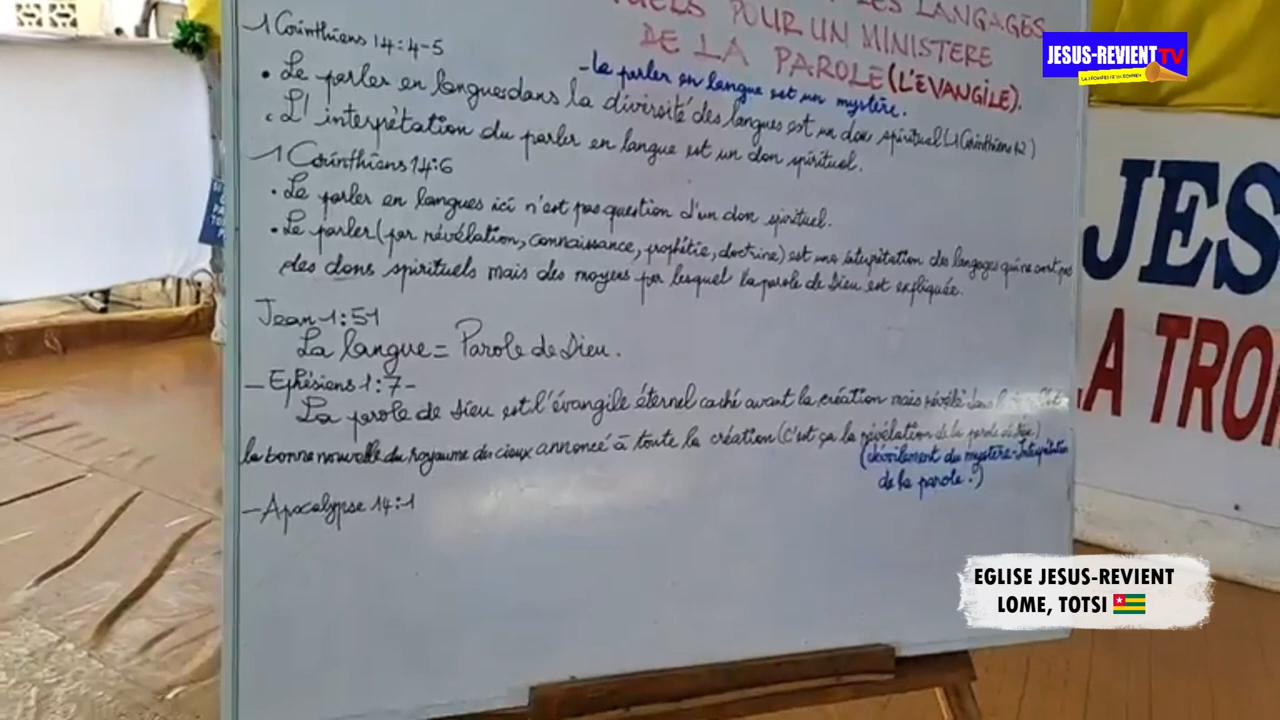 LES LANGAGES
POUR UN MINISTERE
DE LA PAROLE (L'EVANGILE).
1 Corinthiens 14:4-5
-Le parler en langue est un mystère.
• Le parler en langues dans la diversité des langues est un don spirituel (1 Corinthiens 12)
• L'interprétation du parler en langue est un don spirituel.
1 Corinthiens 14:6
• Le parler en langues ici n'est pas question d'un don spirituel.
• Le parler (par révélation, connaissance, prophétie, doctrine) est une interprétation des langages qui ne sont pas
des dons spirituels mais des moyens par lesquel la parole de Dieu est expliquée.
Jean 1:51
La langue = Parole de Dieu.
- Ephésiens 1:7-
La parole de Dieu est l'évangile éternel caché avant la création mais révélé
la bonne nouvelle du royaume des cieux annoncé à toute la création (c'est ça la révélation de la parole
(dévoilement du mystère-Interprétation
de la parole.)
- Apocalypse 14:1
JESUS-REVIENT TV
JES
A TRO
EGLISE JESUS-REVIENT
LOME, TOTSI